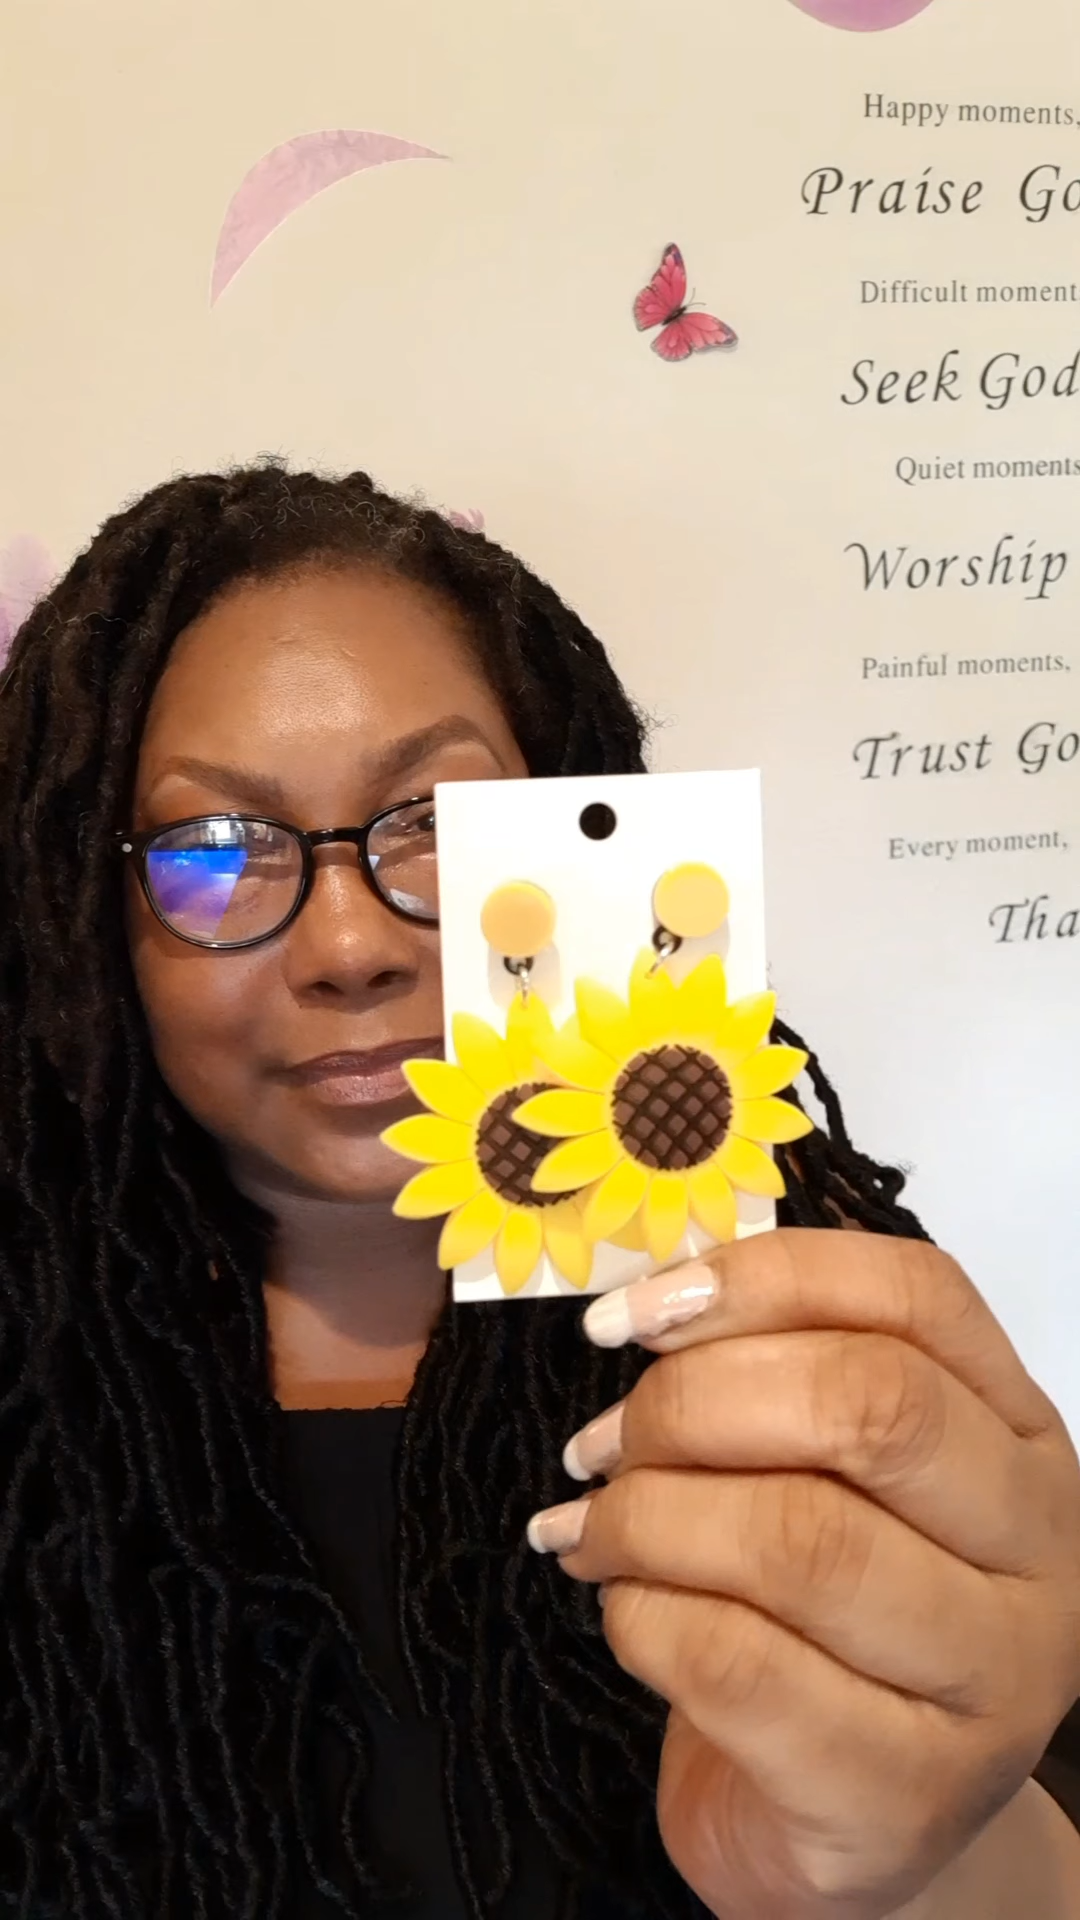 Happy moments,
Praise Go
Difficult moment
Seek God
Quiet moments
Worship
Painful moments,
Trust Go
Every moment,
Tha